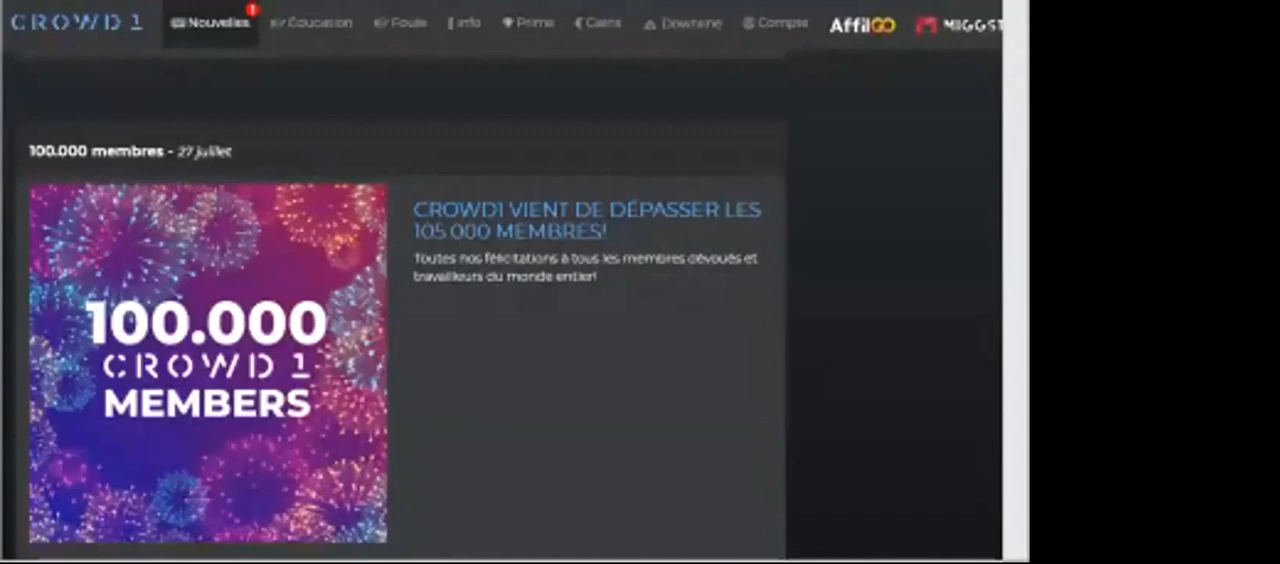 CROWD 1 Nouvelles 1 Éducation Foule Info Prime Gains Downline Compte AffilGO MIGGST
100.000 membres - 27 juillet
CROWD1 VIENT DE DÉPASSER LES
105 000 MEMBRES!
Toutes nos félicitations à tous les membres dévoués et
travailleurs du monde entier!
100.000
CROWD 1
MEMBERS